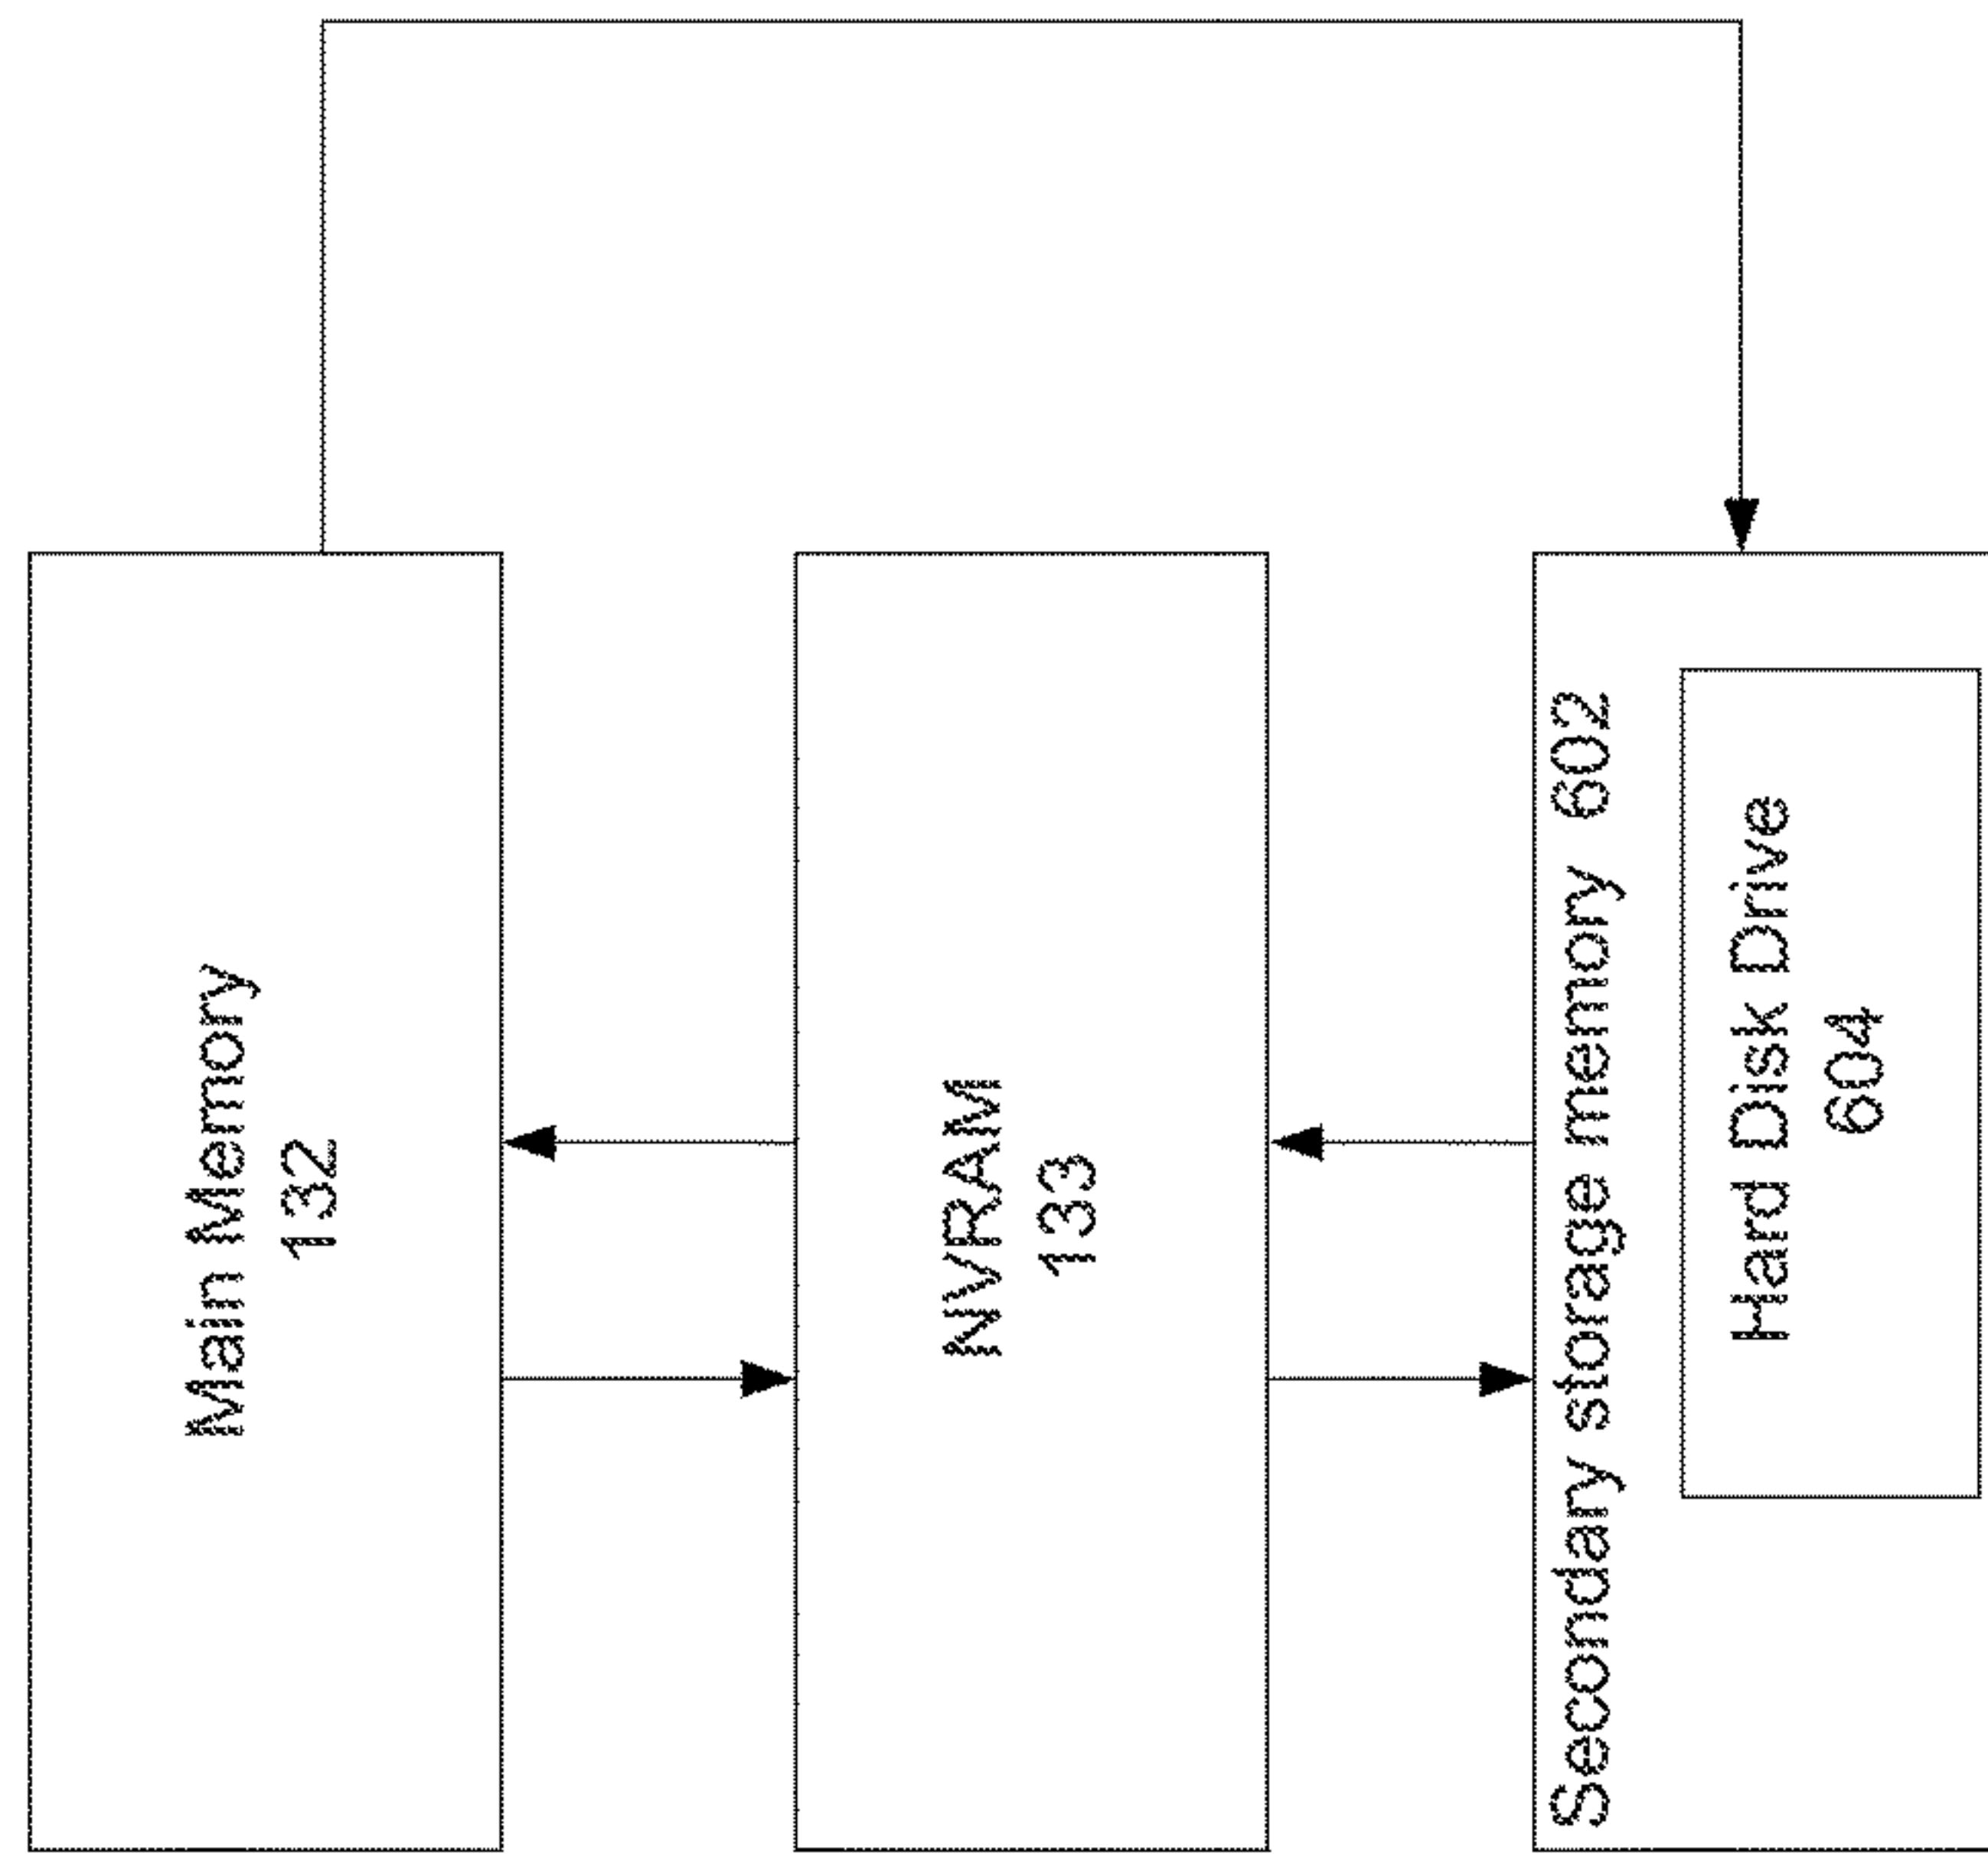 Main Memory
132
NVRAM
133
Secondary storage memory 602
Hard Disk Drive
604